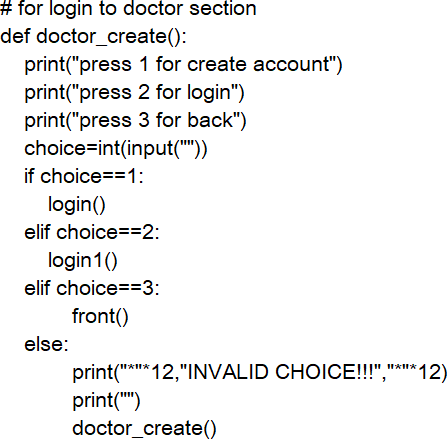 # for login to doctor section
def doctor_create():
    print("press 1 for create account")
    print("press 2 for login")
    print("press 3 for back")
    choice=int(input(""))
    if choice==1:
        login()
    elif choice==2:
        login1()
    elif choice==3:
            front()
    else:
            print("*"*12,"INVALID CHOICE!!!","*"*12)
            print("")
            doctor_create()